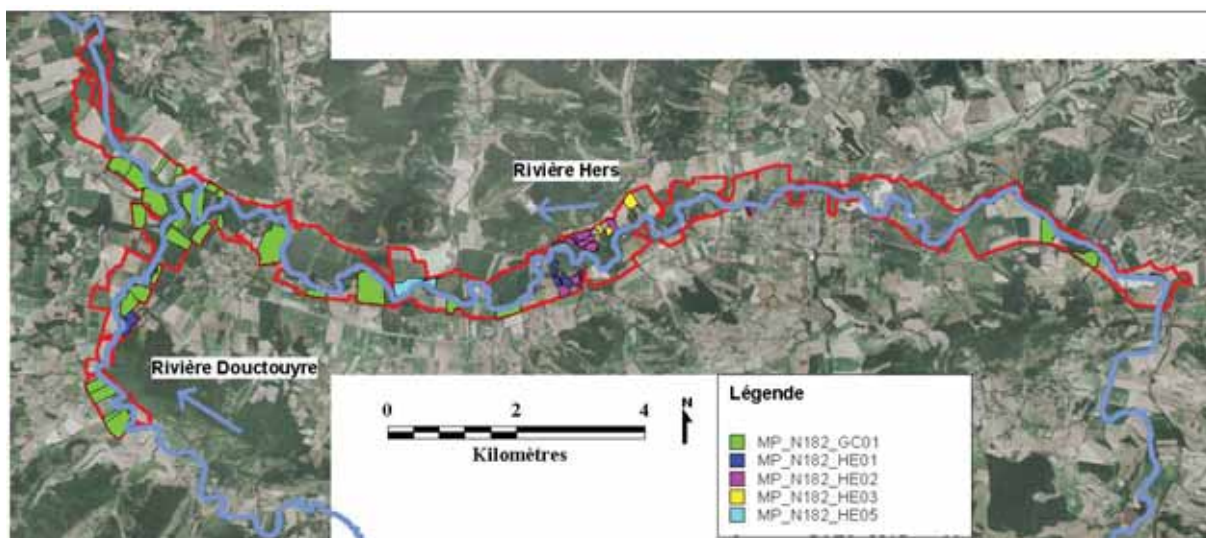 Rivière Hers
Rivière Douctouyre
0 2 4
Kilomètres
N
Légende
MP_N182_GC01
MP_N182_HE01
MP_N182_HE02
MP_N182_HE03
MP_N182_HE05